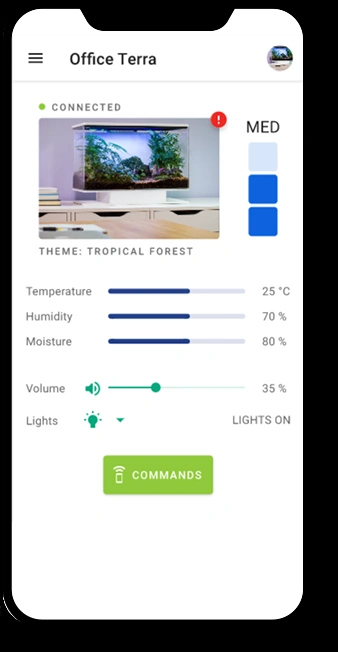 Office Terra
CONNECTED
!
MED
THEME: TROPICAL FOREST
Temperature 25 °C
Humidity 70 %
Moisture 80 %
Volume 35 %
Lights LIGHTS ON
COMMANDS